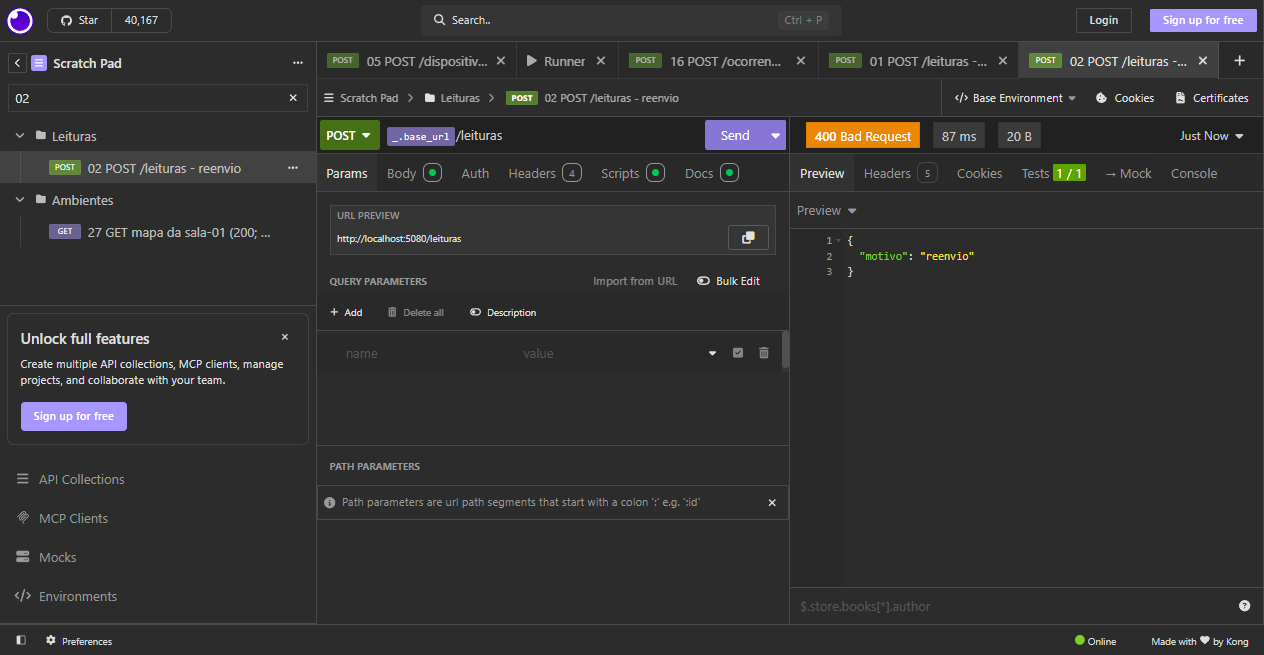 Star 40,167 Search.. Ctrl + P Login Sign up for free
Scratch Pad
02
Leituras
POST 02 POST /leituras - reenvio
Ambientes
GET 27 GET mapa da sala-01 (200; ...
Unlock full features
Create multiple API collections, MCP clients, manage
projects, and collaborate with your team.
Sign up for free
API Collections
MCP Clients
Mocks
Environments
POST 05 POST /dispositiv... Runner POST 16 POST /ocorren... POST 01 POST /leituras -... POST 02 POST /leituras -...
Scratch Pad Leituras POST 02 POST /leituras - reenvio
Base Environment Cookies Certificates
POST _.base_url /leituras Send
Params Body Auth Headers 4 Scripts Docs
URL PREVIEW
http://localhost:5080/leituras
QUERY PARAMETERS Import from URL Bulk Edit
Add Delete all Description
name value
PATH PARAMETERS
Path parameters are url path segments that start with a colon ':' e.g. ':id'
400 Bad Request 87 ms 20 B Just Now
Preview Headers 5 Cookies Tests 1 / 1 → Mock Console
Preview
1 {
2 "motivo": "reenvio"
3 }
$.store.books[*].author
Preferences Online Made with by Kong